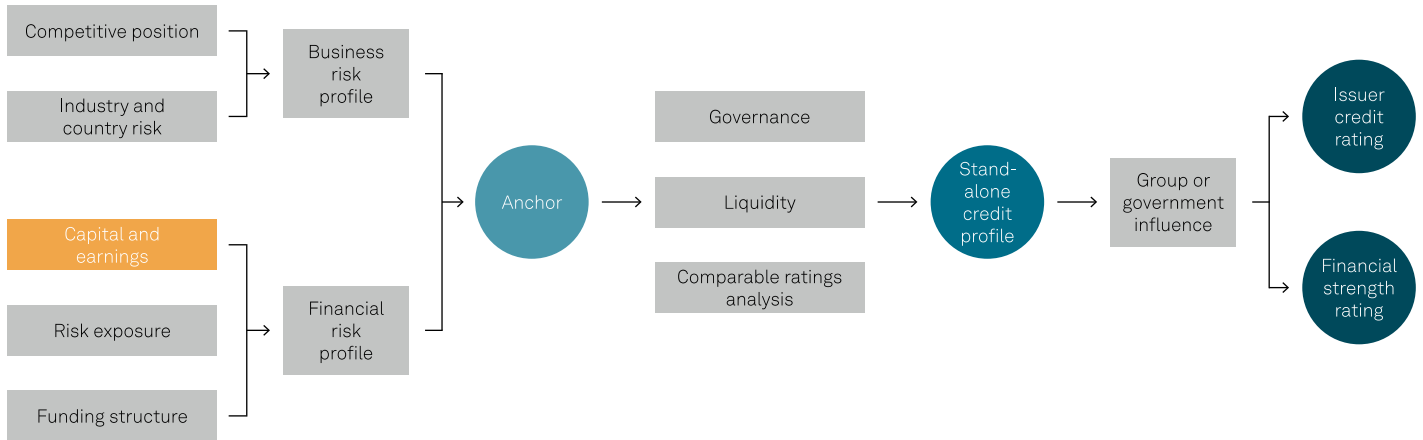 Competitive position
Industry and
country risk
Business
risk
profile
Capital and
earnings
Risk exposure
Funding structure
Financial
risk
profile
Anchor
Governance
Liquidity
Comparable ratings
analysis
Stand-
alone
credit
profile
Group or
government
influence
Issuer
credit
rating
Financial
strength
rating